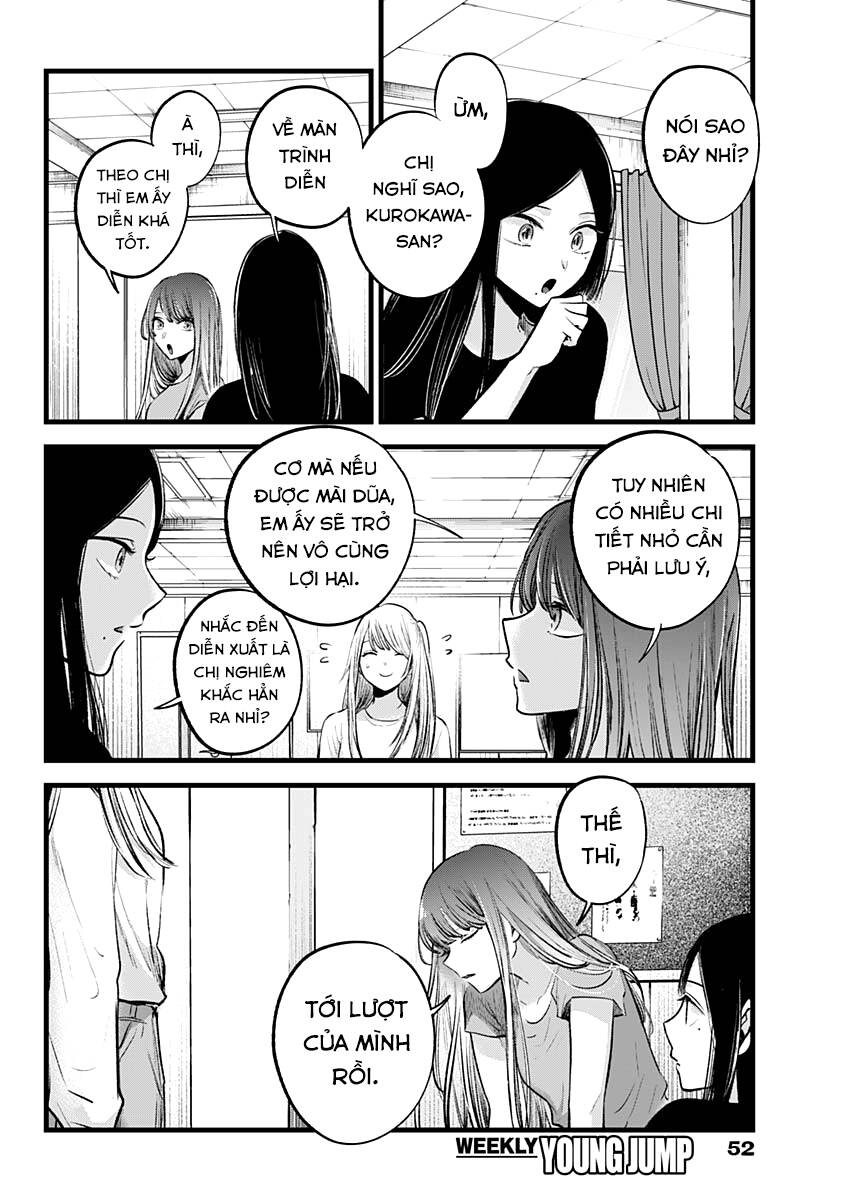 NÓI SAO
ĐÂY NHỈ?
ỪM,
CHỊ
NGHĨ SAO,
KUROKAWA-
SAN?
VỀ MÀN
TRÌNH
DIỄN
À
THÌ,
THEO CHỊ
THÌ EM ẤY
DIỄN KHÁ
TỐT.
TUY NHIÊN
CÓ NHIỀU CHI
TIẾT NHỎ CẦN
PHẢI LƯU Ý,
CƠ MÀ NẾU
ĐƯỢC MÀI DŨA,
EM ẤY SẼ TRỞ
NÊN VÔ CÙNG
LỢI HẠI.
NHẮC ĐẾN
DIỄN XUẤT LÀ
CHỊ NGHIÊM
KHẮC HẲN
RA NHỈ?
THẾ
THÌ,
TỚI LƯỢT
CỦA MÌNH
RỒI.
WEEKLY YOUNG JUMP 52